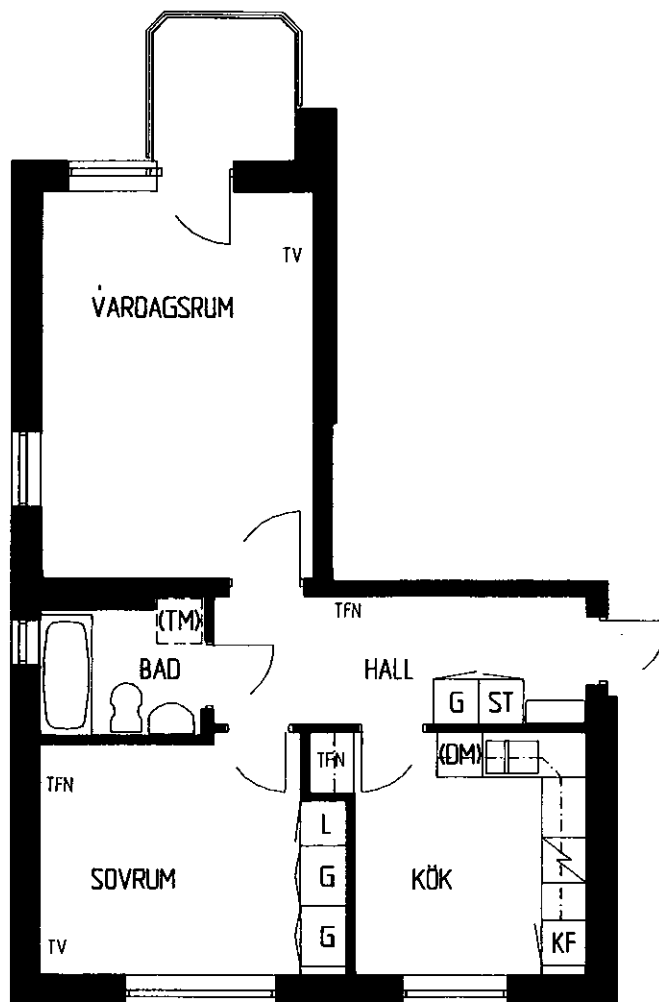 TV
VARDAGSRUM
TFN
(TM)
BAD
HALL
G
ST
TFN
(DM)
TFN
L
SOVRUM
G
KÖK
G
KF
TV